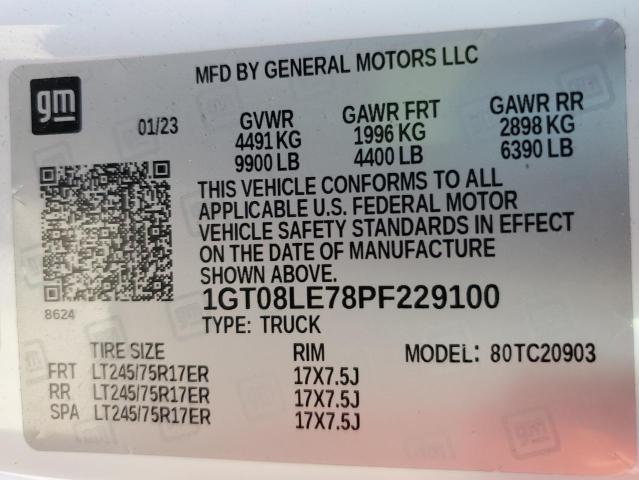 MFD BY GENERAL MOTORS LLC
gm
01/23
GVWR GAWR FRT GAWR RR
4491 KG 1996 KG 2898 KG
9900 LB 4400 LB 6390 LB
THIS VEHICLE CONFORMS TO ALL
APPLICABLE U.S. FEDERAL MOTOR
VEHICLE SAFETY STANDARDS IN EFFECT
ON THE DATE OF MANUFACTURE
SHOWN ABOVE.
8624
1GT08LE78PF229100
TYPE: TRUCK
TIRE SIZE RIM MODEL: 80TC20903
FRT LT245/75R17ER 17X7.5J
RR LT245/75R17ER 17X7.5J
SPA LT245/75R17ER 17X7.5J